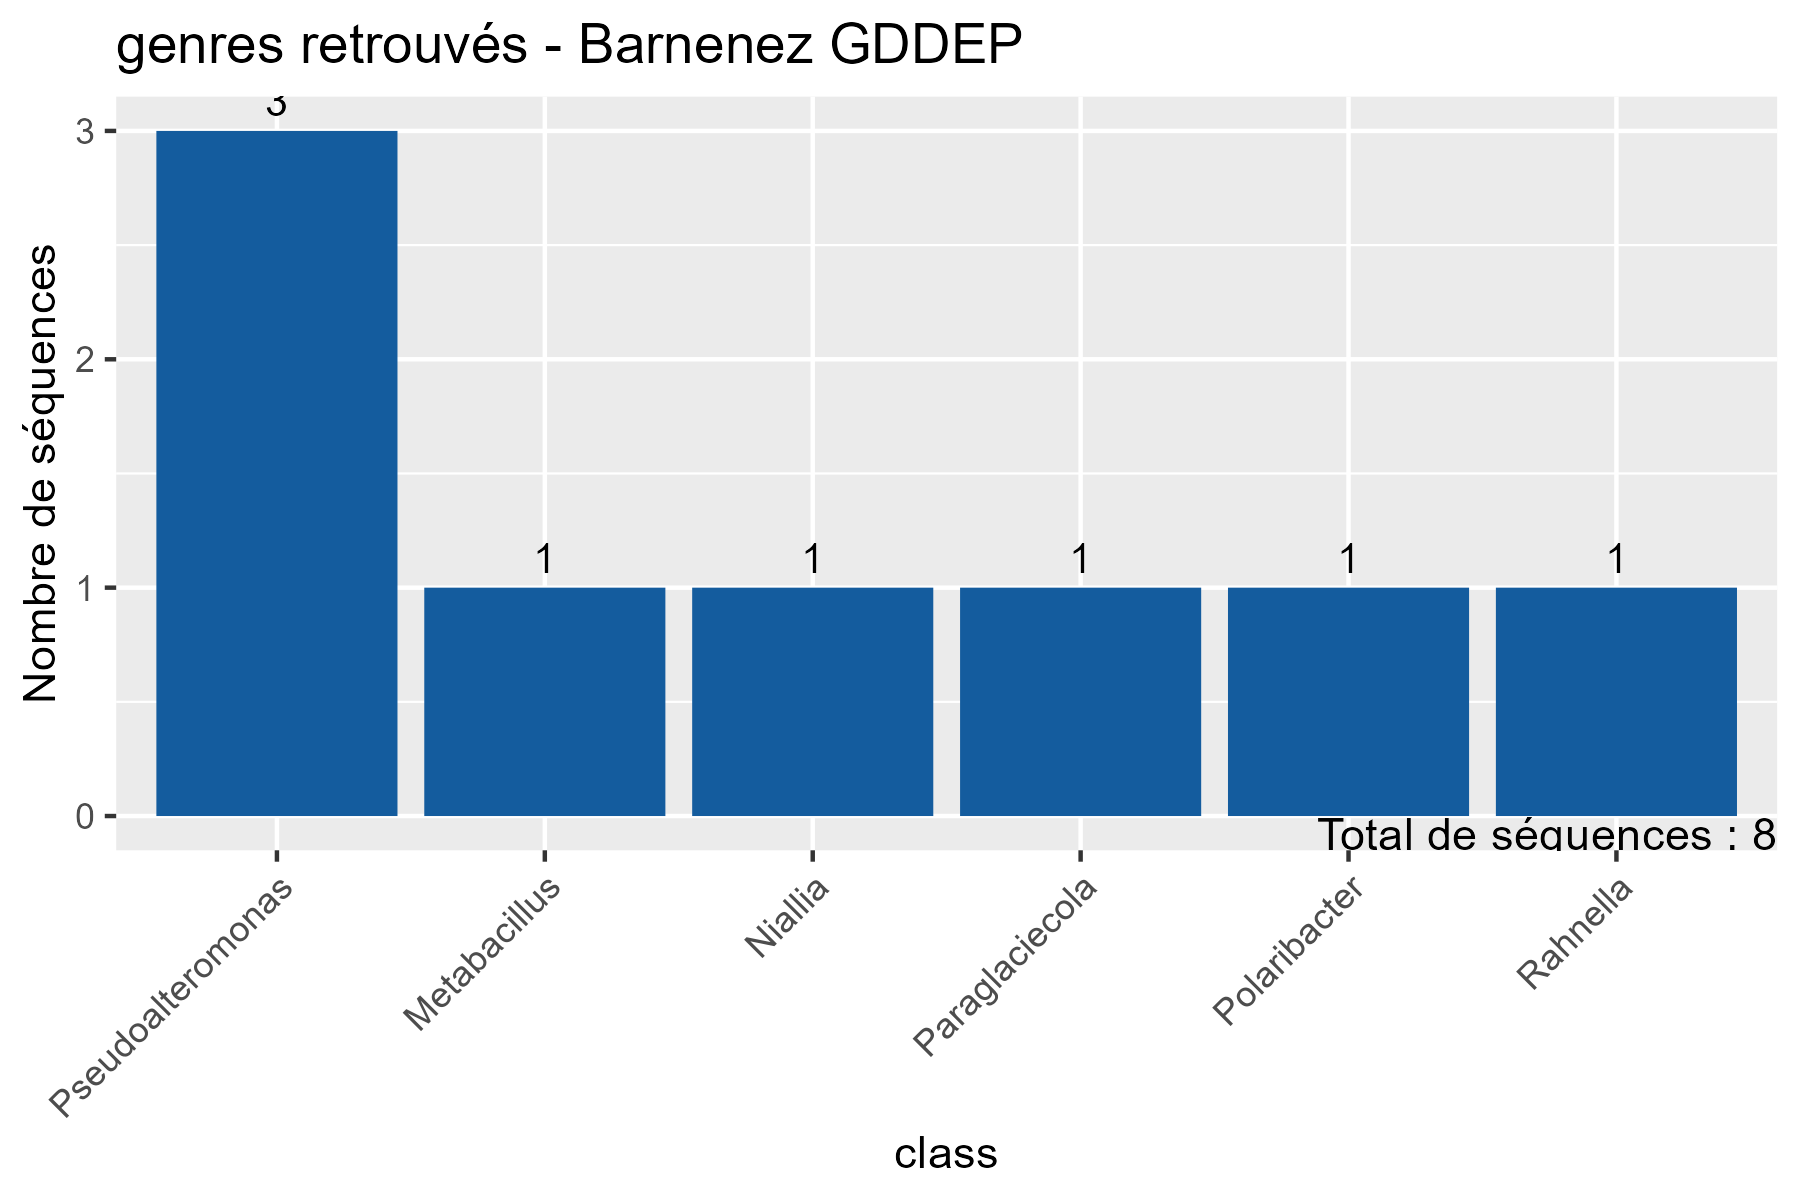 genres retrouvés - Barnenez GDDEP
3
3
2
1
0
Nombre de séquences
1
1
1
1
1
Total de séquences : 8
Pseudoalteromonas
Metabacillus
Niallia
Paraglaciecola
Polaribacter
Rahnella
class